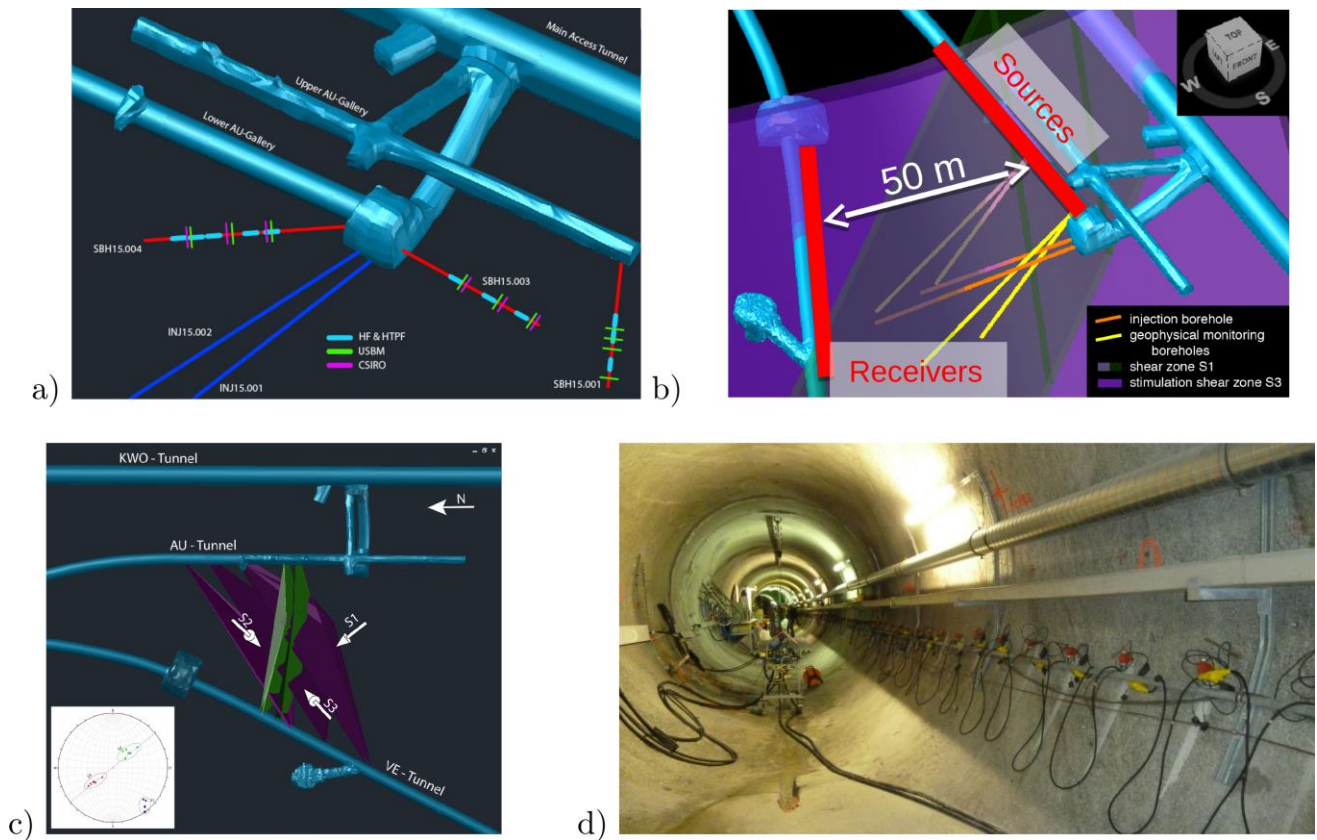 Main Access Tunnel
Upper AU-Gallery
Lower AU-Gallery
SBH15.004
SBH15.003
INJ15.002
HF & HTPF
USBM
CSIRO
INJ15.001
SBH15.001
a)
TOP
FRONT
W
E
S
Sources
50 m
Receivers
injection borehole
geophysical monitoring
boreholes
shear zone S1
stimulation shear zone S3
b)
KWO - Tunnel
N
AU - Tunnel
S2
S1
S3
VE - Tunnel
c)
d)